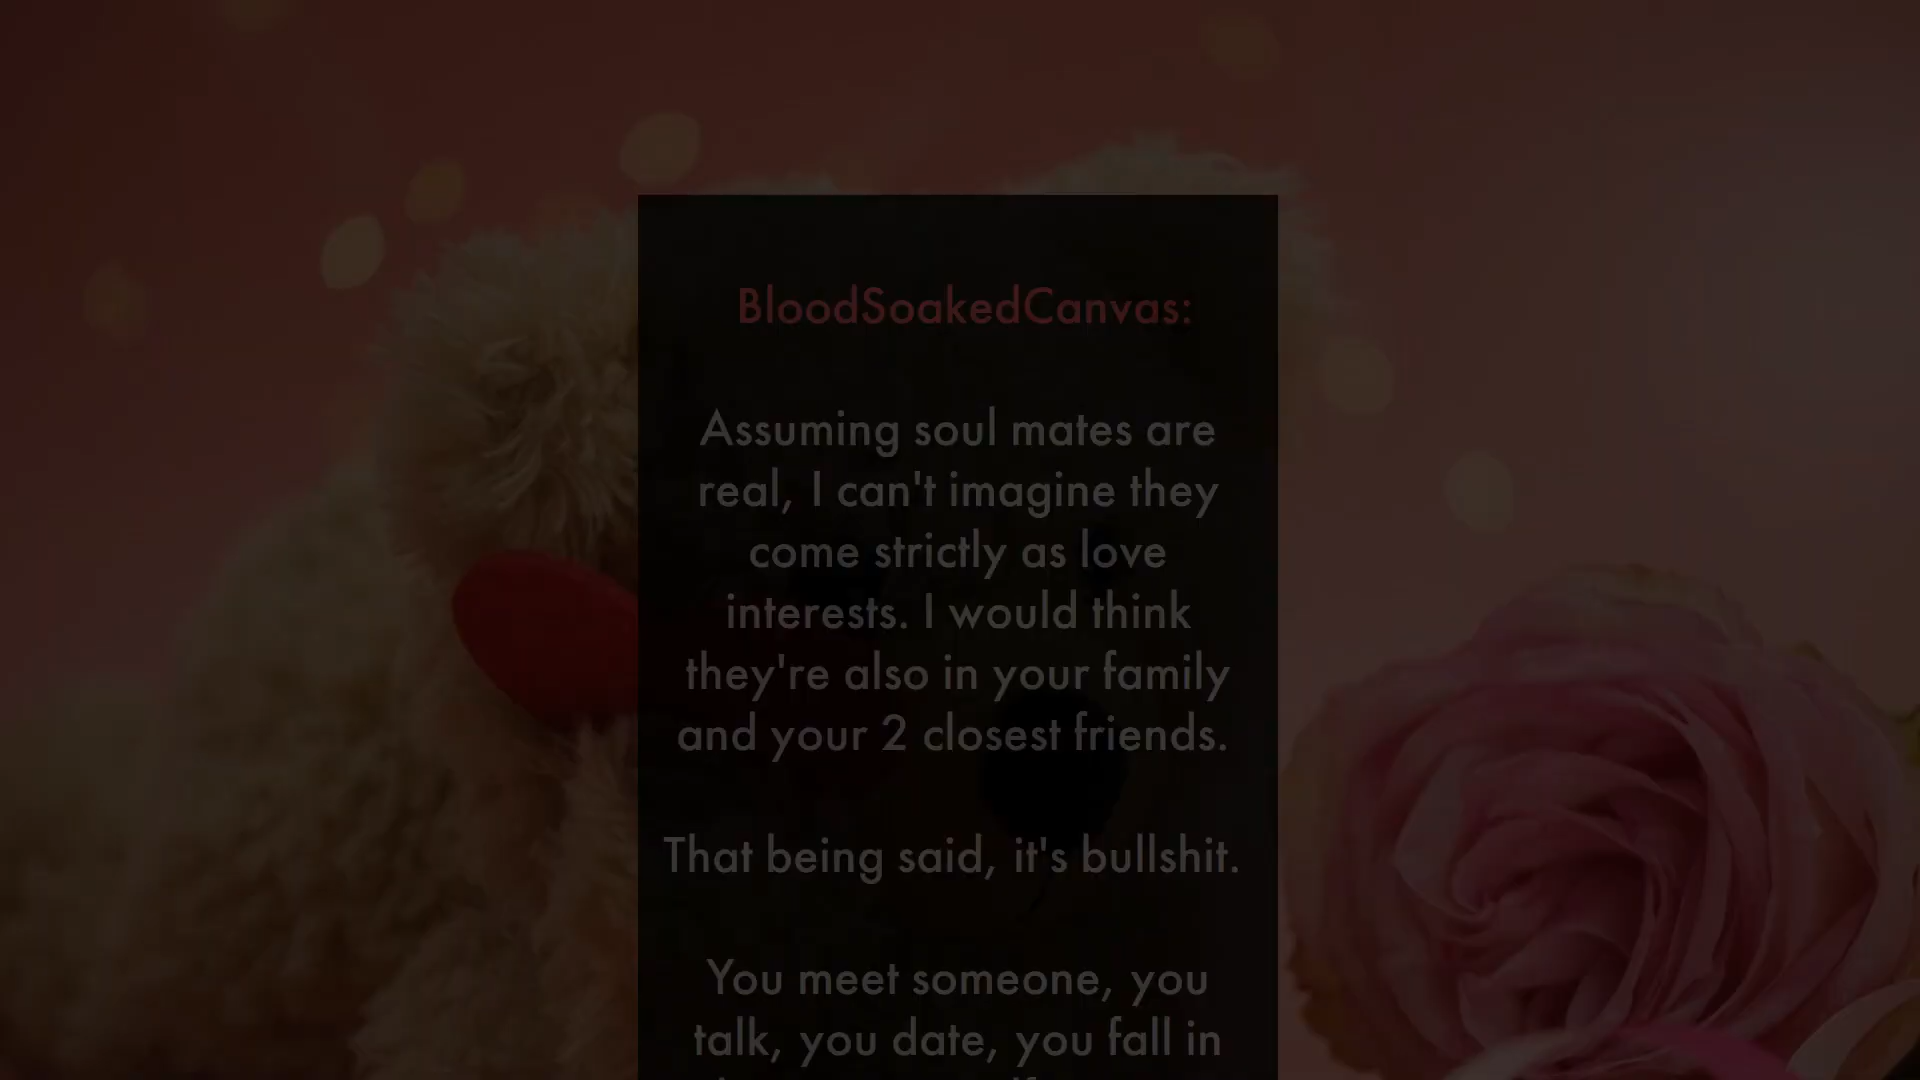 BloodSoakedCanvas:
Assuming soul mates are
real, I can't imagine they
come strictly as love
interests. I would think
they're also in your family
and your 2 closest friends.
That being said, it's bullshit.
You meet someone, you
talk, you date, you fall in